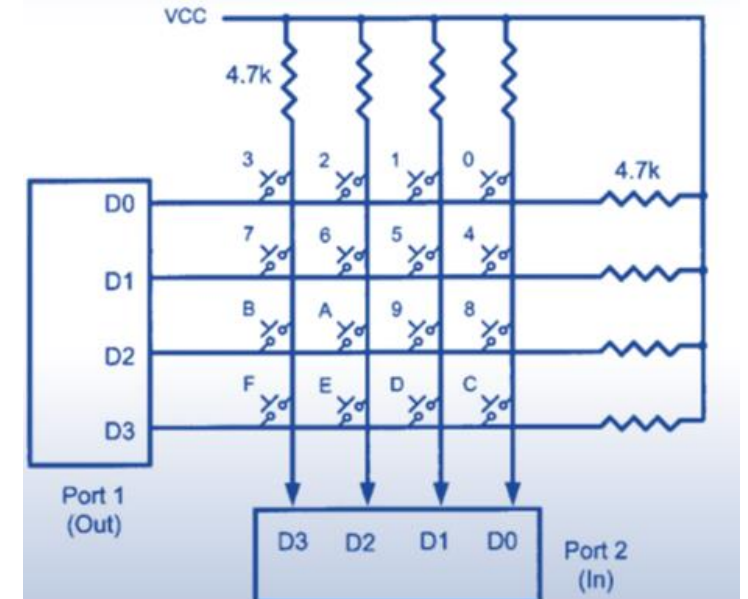 VCC
4.7k
3 2 1 0
4.7k
D0
7 6 5 4
D1
B A 9 8
D2
F E D C
D3
Port 1
(Out)
D3 D2 D1 D0
Port 2
(In)